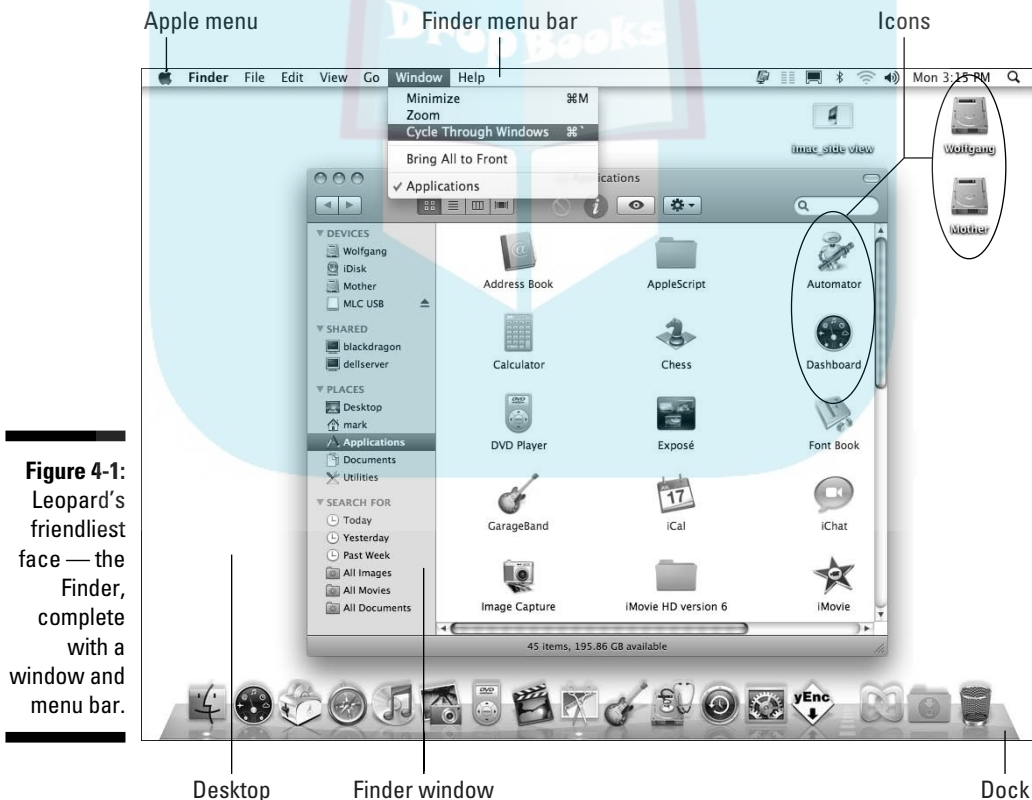 Apple menu Finder menu bar Icons
DropBooks
Finder File Edit View Go Window Help Mon 3:15 PM
Minimize ⌘M
Zoom
Cycle Through Windows ⌘`
Bring All to Front
✓ Applications
imac_side view
Wolfgang
Mother
DEVICES
Wolfgang
iDisk
Mother
MLC USB
SHARED
blackdragon
dellserver
PLACES
Desktop
mark
Applications
Documents
Utilities
SEARCH FOR
Today
Yesterday
Past Week
All Images
All Movies
All Documents
Address Book AppleScript Automator
Calculator Chess Dashboard
DVD Player Exposé Font Book
GarageBand iCal iChat
17
Image Capture iMovie HD version 6 iMovie
45 items, 195.86 GB available
DVD
yEnc
Figure 4-1:
Leopard's
friendliest
face — the
Finder,
complete
with a
window and
menu bar.
Desktop Finder window Dock